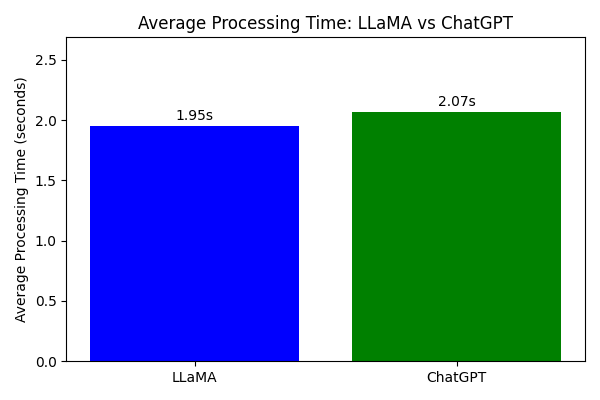 Average Processing Time: LLaMA vs ChatGPT
Average Processing Time (seconds)
2.5
2.0
1.5
1.0
0.5
0.0
1.95s
2.07s
LLaMA
ChatGPT